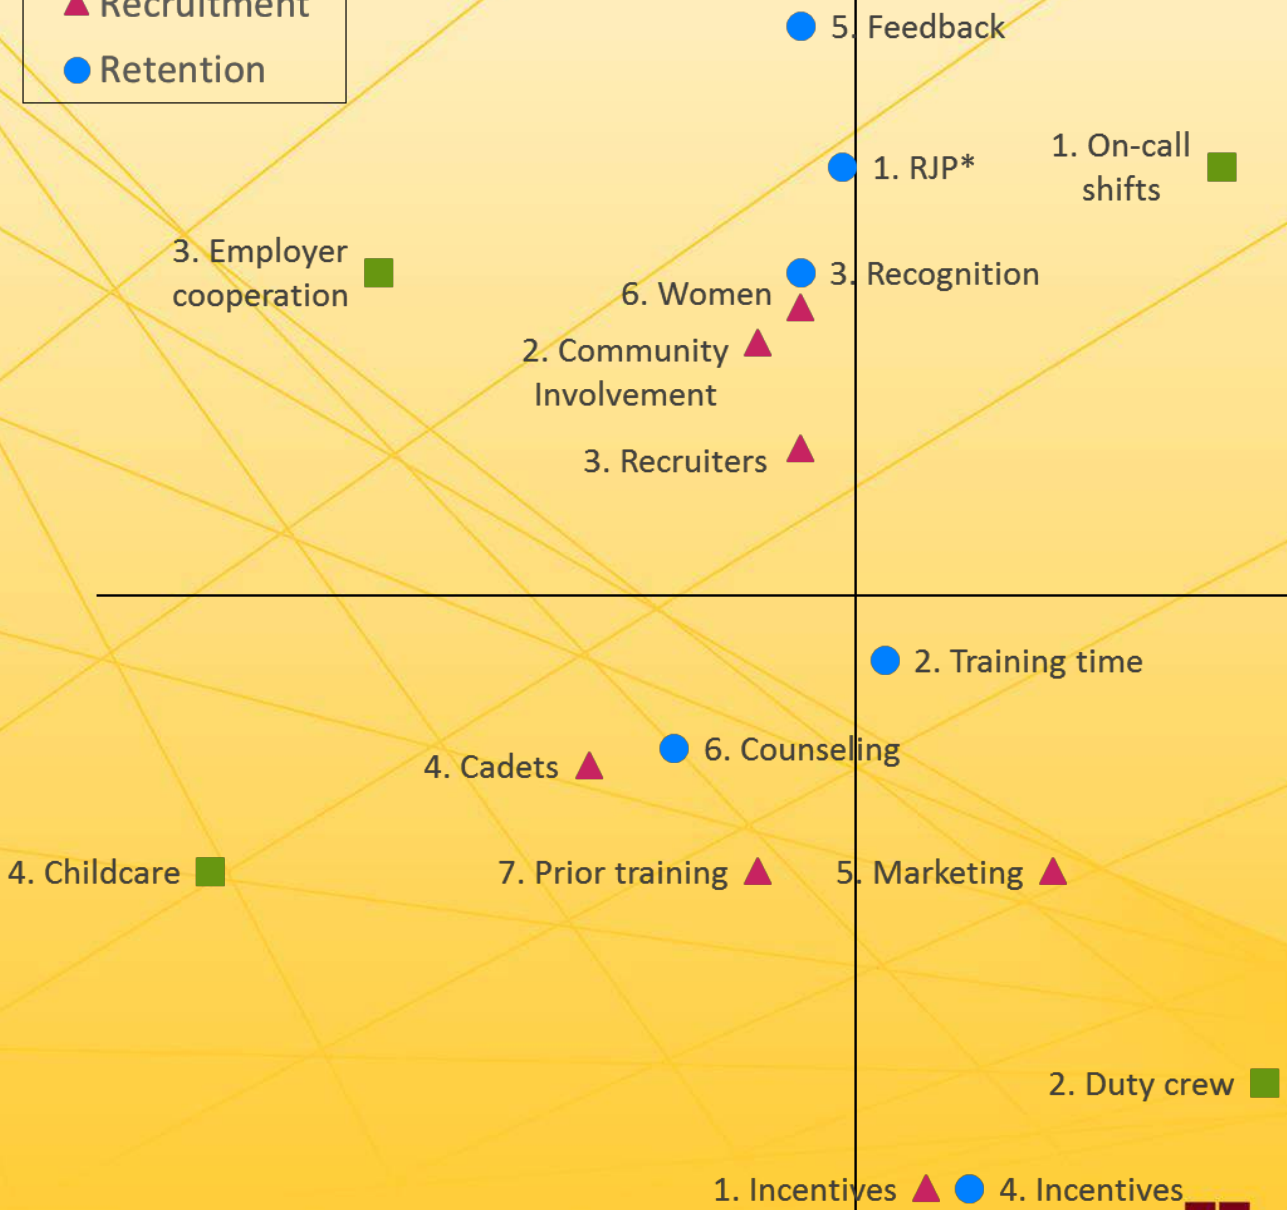 Recruitment
Retention
5. Feedback
1. RJP*
1. On-call
shifts
3. Employer
cooperation
3. Recognition
6. Women
2. Community
Involvement
3. Recruiters
2. Training time
6. Counseling
4. Cadets
4. Childcare
7. Prior training
5. Marketing
2. Duty crew
1. Incentives
4. Incentives